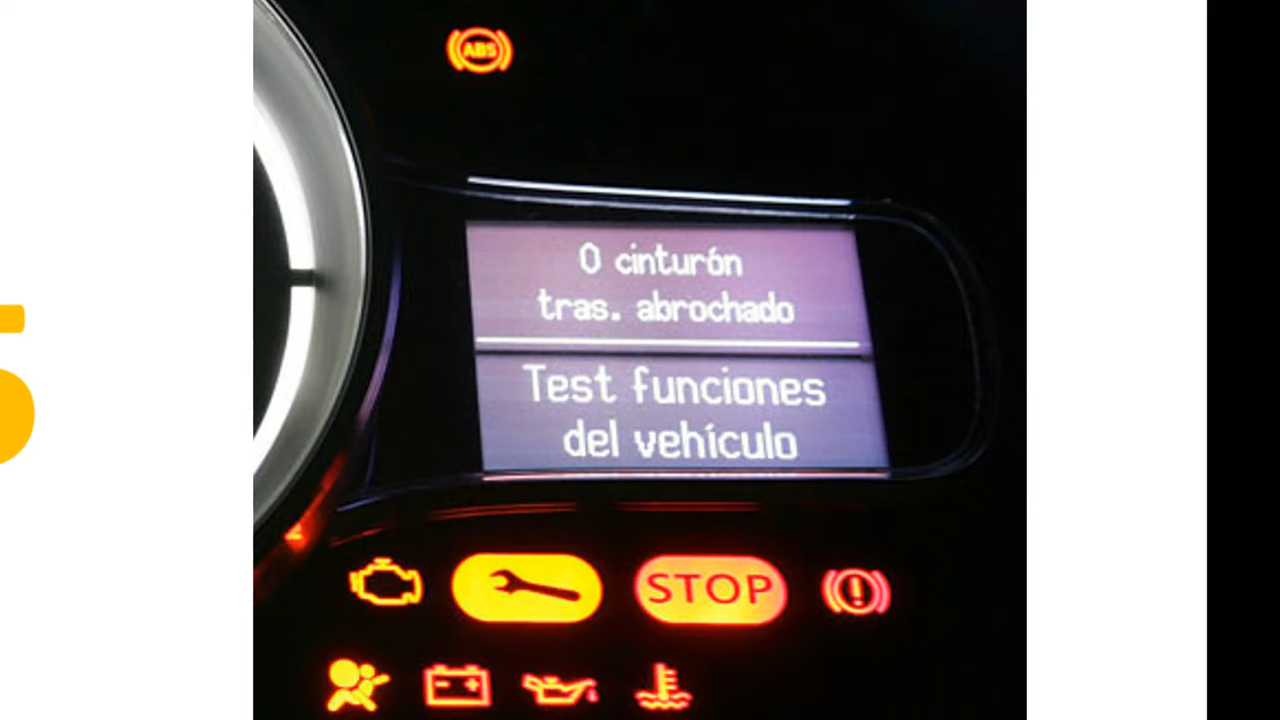 ABS
0 cinturón
tras. abrochado
Test funciones
del vehículo
STOP